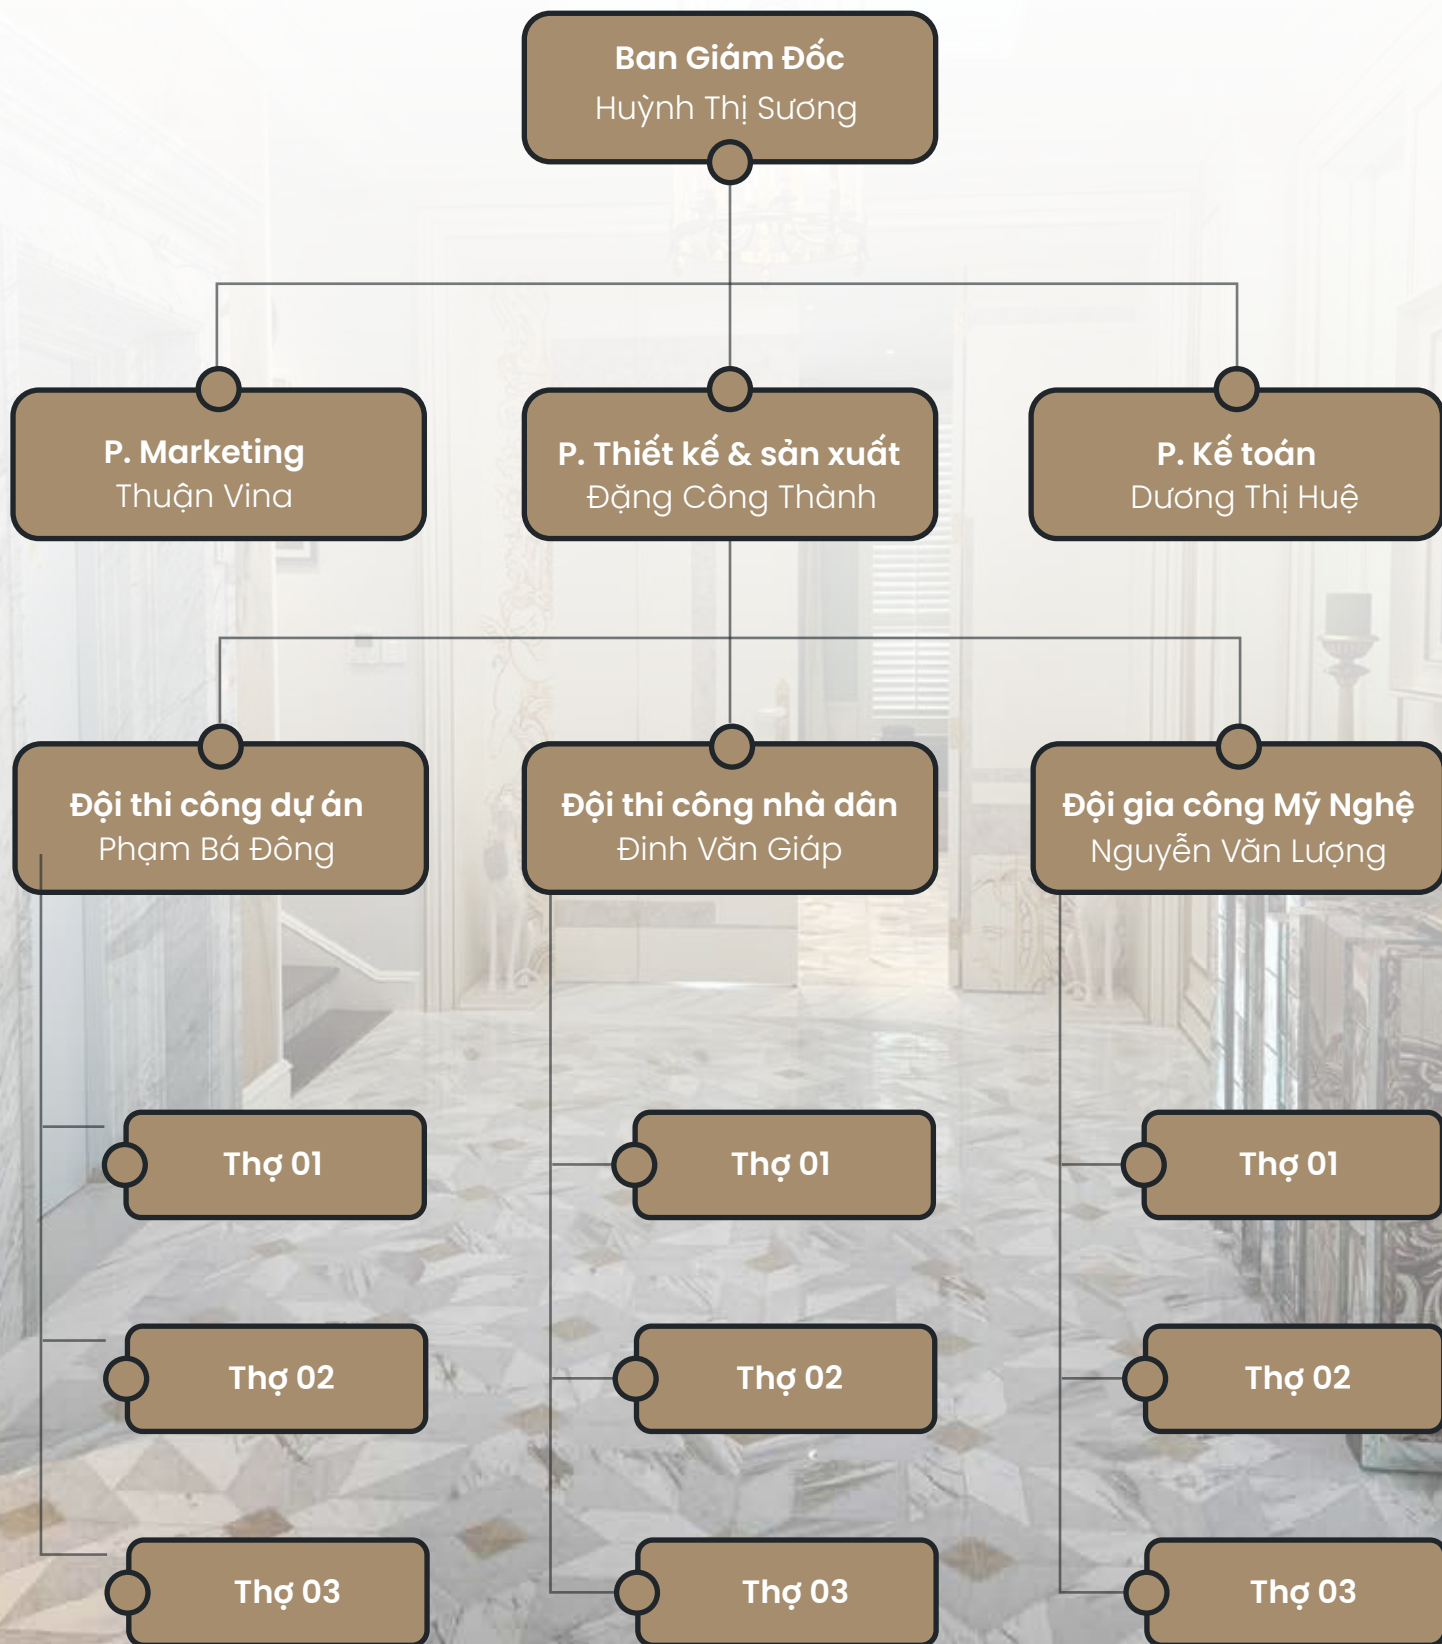 Ban Giám Đốc
Huỳnh Thị Sương
P. Marketing
Thuận Vina
P. Thiết kế & sản xuất
Đặng Công Thành
P. Kế toán
Dương Thị Huệ
Đội thi công dự án
Phạm Bá Đông
Đội thi công nhà dân
Đinh Văn Giáp
Đội gia công Mỹ Nghệ
Nguyễn Văn Lượng
Thợ 01
Thợ 01
Thợ 01
Thợ 02
Thợ 02
Thợ 02
Thợ 03
Thợ 03
Thợ 03